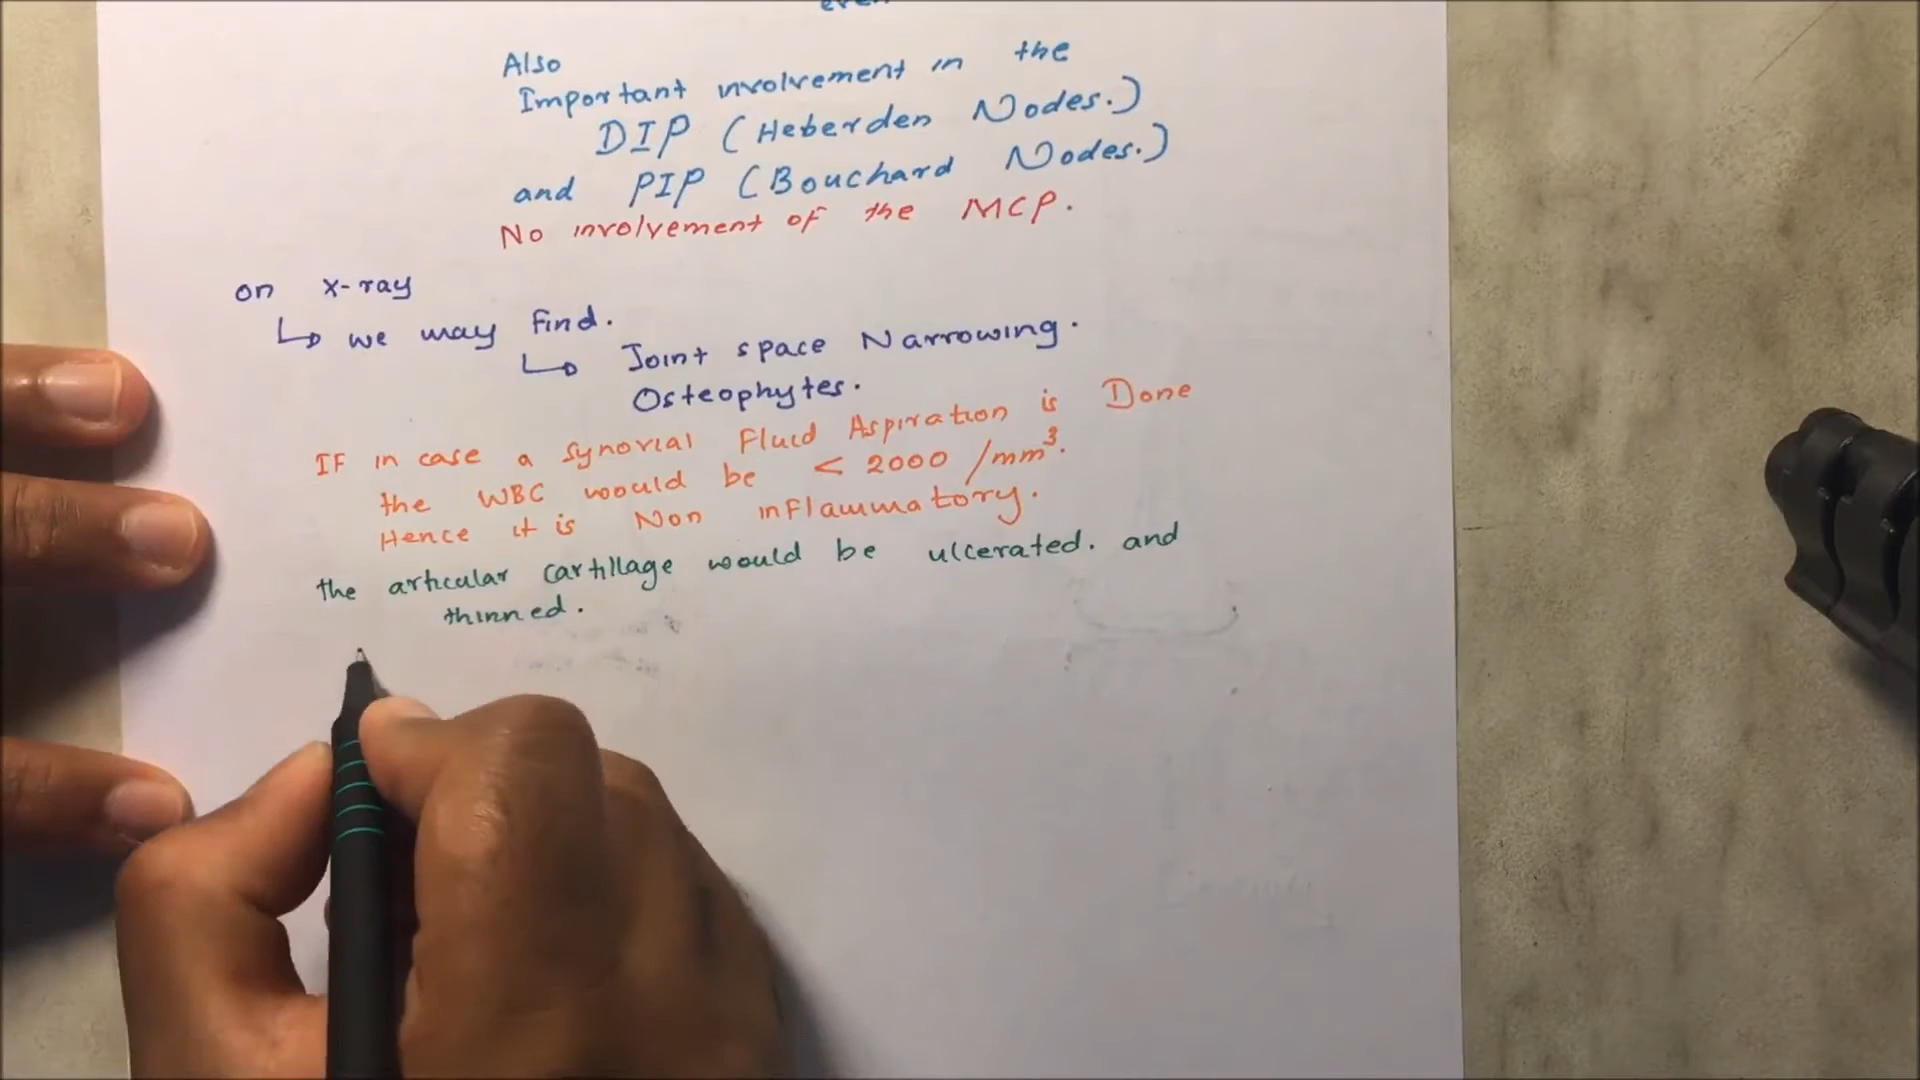 Also
Important involvement in the
DIP (Heberden Nodes.)
and PIP (Bouchard Nodes.)
No involvement of the MCP.
on x-ray
↳ we may find.
↳ Joint space Narrowing.
Osteophytes.
IF in case a synovial Fluid Aspiration is Done
the WBC would be < 2000 /mm³.
Hence it is Non inflammatory.
the articular cartillage would be ulcerated. and
thinned.